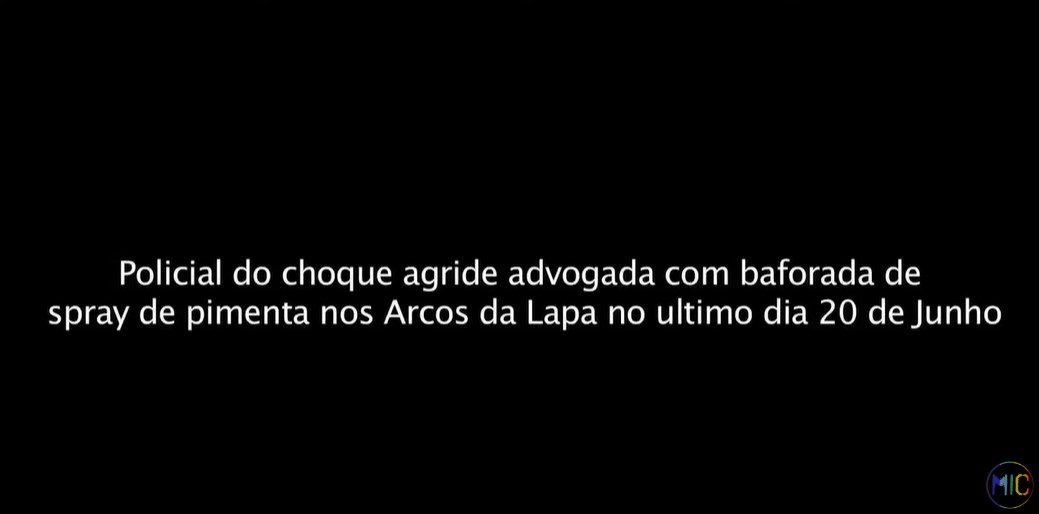 Policial do choque agride advogada com baforada de
spray de pimenta nos Arcos da Lapa no ultimo dia 20 de Junho
MIC